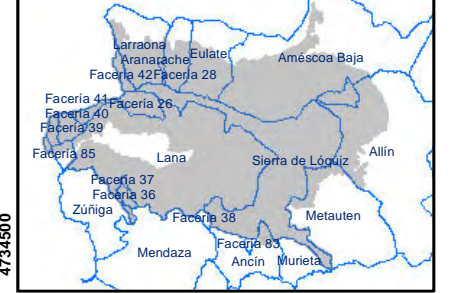 Larraona
Eulate
Aranarache
Améscoa Baja
Facería 42
Facería 28
Facería 41
Facería 26
Facería 40
Facería 39
Facería 85
Lana
Sierra de Lóquiz
Allín
Facería 37
Facería 36
Zúñiga
Facería 38
Metauten
Facería 83
Mendaza
Ancín
Murieta
4734500